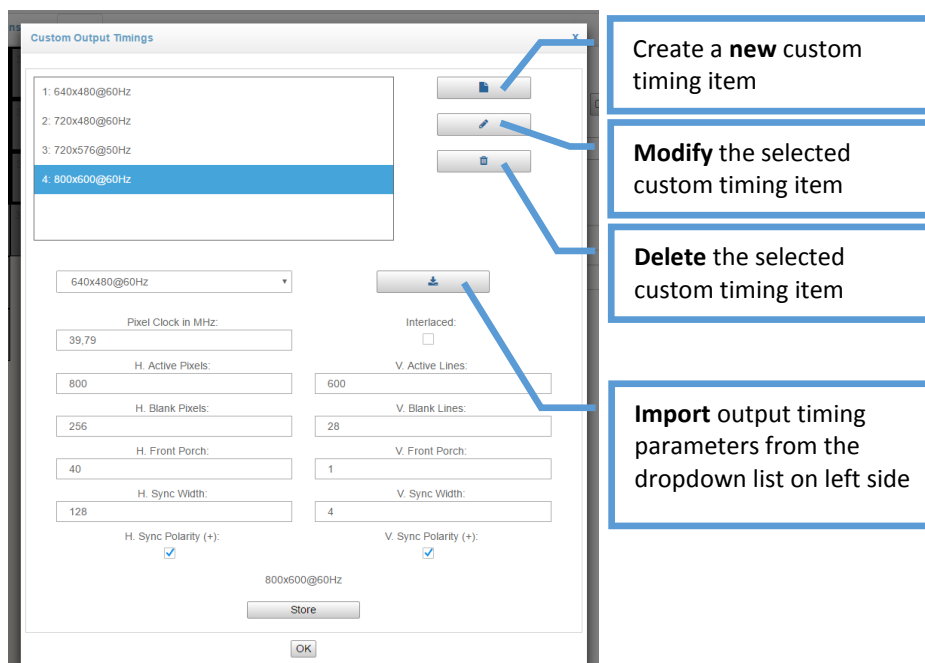 ns
Custom Output Timings
x
1: 640x480@60Hz
2: 720x480@60Hz
3: 720x576@50Hz
4: 800x600@60Hz
Create a new custom
timing item
Modify the selected
custom timing item
Delete the selected
custom timing item
640x480@60Hz
Pixel Clock in MHz:
Interlaced:
39,79
H. Active Pixels:
V. Active Lines:
800
600
H. Blank Pixels:
V. Blank Lines:
256
28
H. Front Porch:
V. Front Porch:
40
1
H. Sync Width:
V. Sync Width:
128
4
H. Sync Polarity (+):
V. Sync Polarity (+):
Import output timing
parameters from the
dropdown list on left side
800x600@60Hz
Store
OK